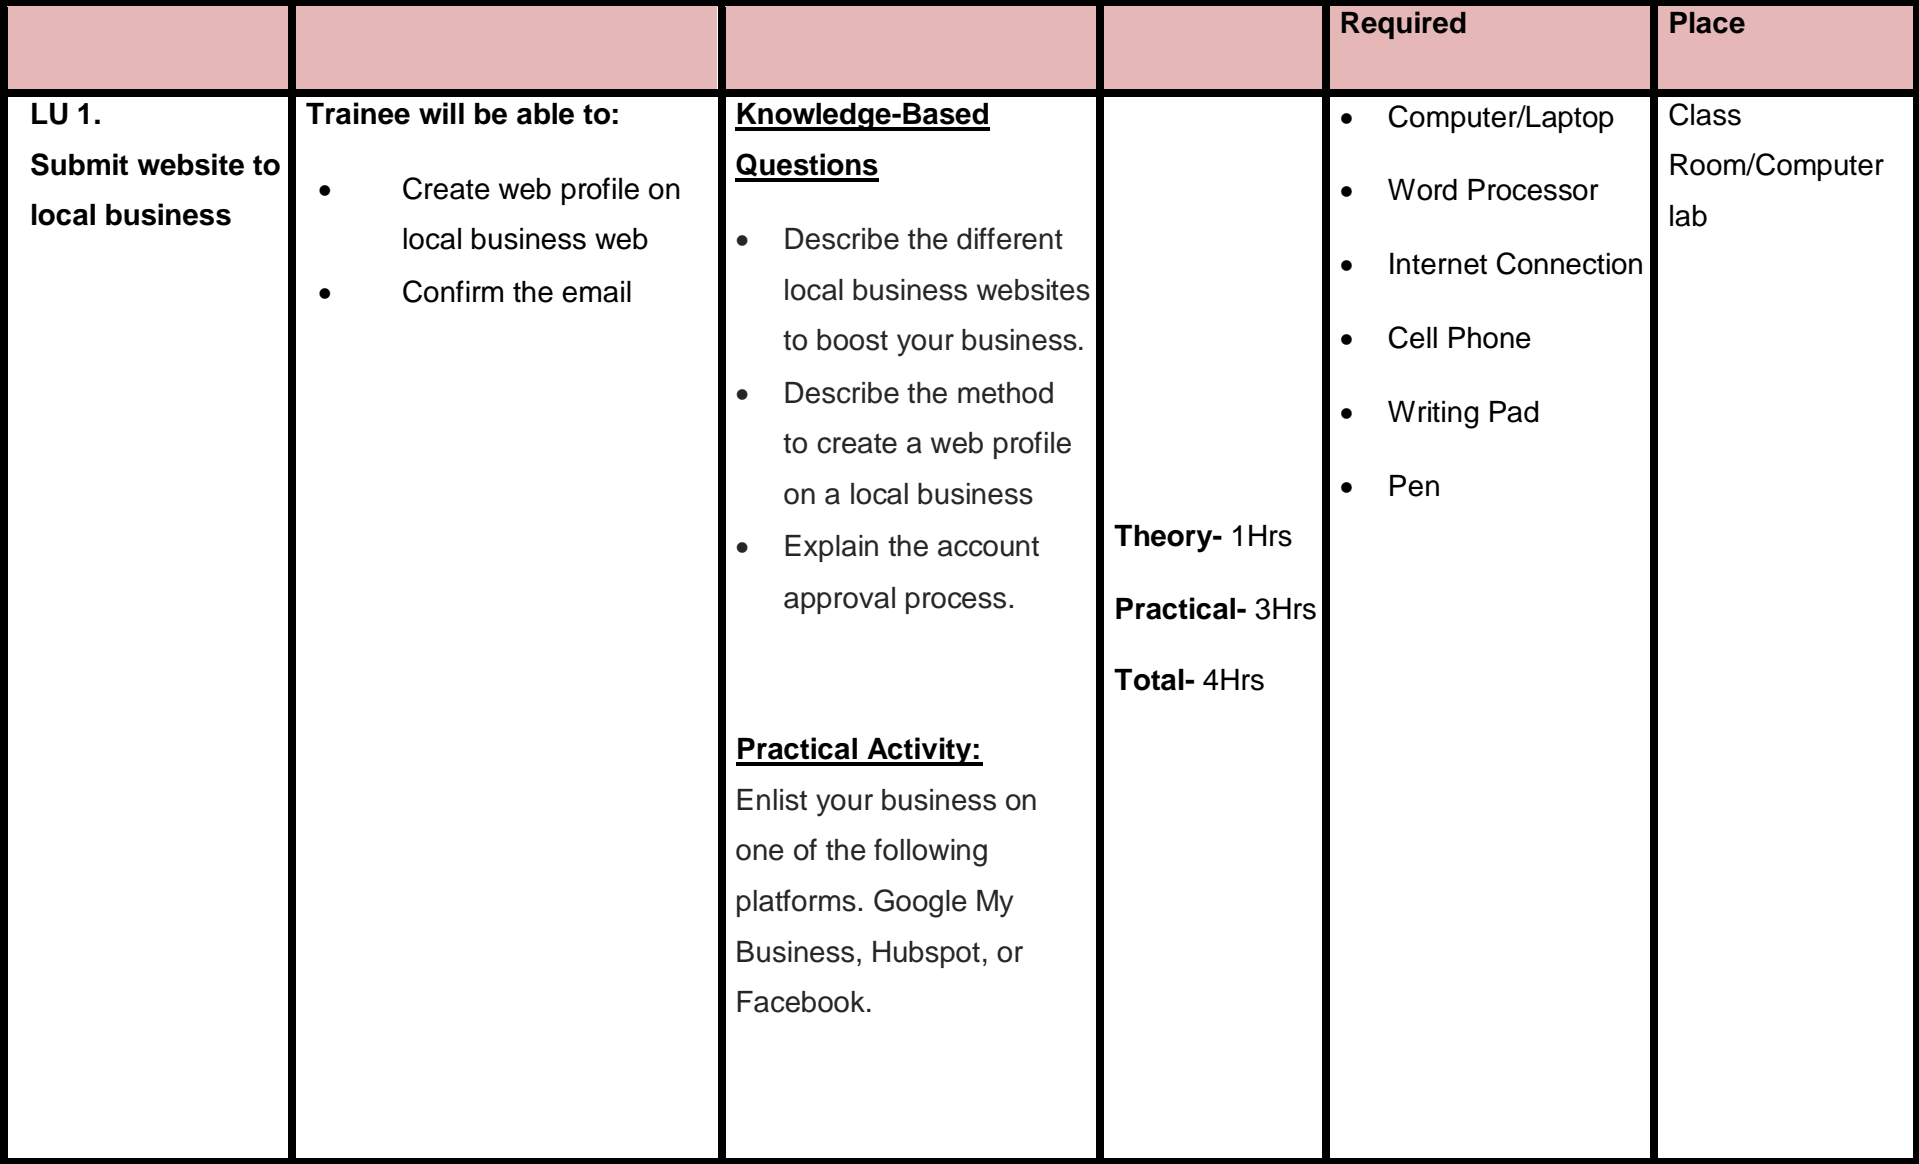 Required
Place
LU 1.
Submit website to
local business
Trainee will be able to:
• Create web profile on
local business web
• Confirm the email
Knowledge-Based
Questions
• Describe the different
local business websites
to boost your business.
• Describe the method
to create a web profile
on a local business
• Explain the account
approval process.
Practical Activity:
Enlist your business on
one of the following
platforms. Google My
Business, Hubspot, or
Facebook.
Theory- 1Hrs
Practical- 3Hrs
Total- 4Hrs
• Computer/Laptop
• Word Processor
• Internet Connection
• Cell Phone
• Writing Pad
• Pen
Class
Room/Computer
lab